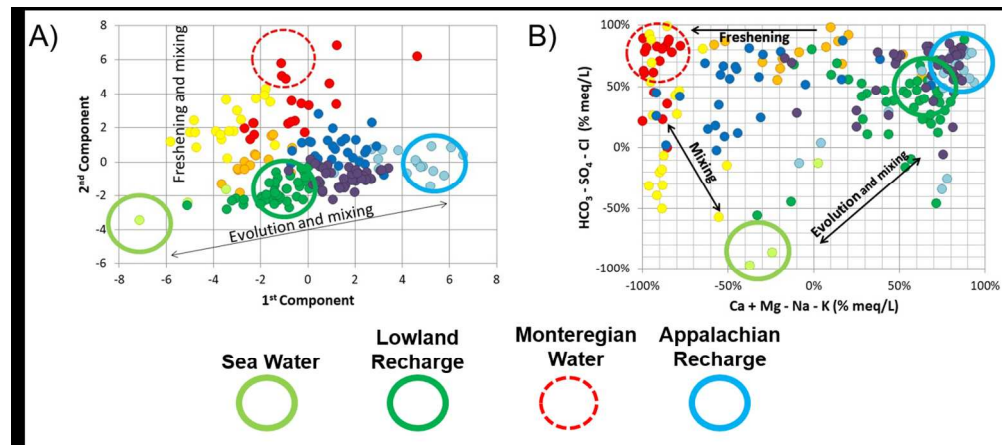 A)
Freshening and mixing
Evolution and mixing
2nd Component
8
6
4
2
0
-2
-4
-6
-8
-6
-4
-2
0
2
4
6
8
1st Component
B)
Freshening
Mixing
Evolution and mixing
HCO3 - SO4 - Cl (% meq/L)
100%
50%
0%
-50%
-100%
-100%
-50%
0%
50%
100%
Ca + Mg - Na - K (% meq/L)
Sea Water
Lowland
Recharge
Monteregian
Water
Appalachian
Recharge